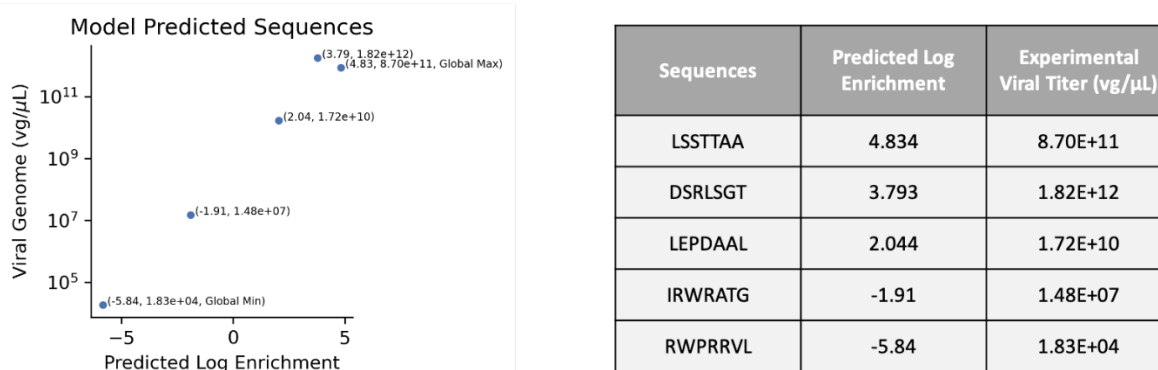 Model Predicted Sequences
(3.79, 1.82e+12)
(4.83, 8.70e+11, Global Max)
10¹¹
(2.04, 1.72e+10)
10⁹
10⁷
(-1.91, 1.48e+07)
10⁵
(-5.84, 1.83e+04, Global Min)
−5 0 5
Predicted Log Enrichment
Viral Genome (vg/μL)
Sequences Predicted Log Enrichment Experimental Viral Titer (vg/μL)
LSSTTAA 4.834 8.70E+11
DSRLSGT 3.793 1.82E+12
LEPDAAL 2.044 1.72E+10
IRWRATG -1.91 1.48E+07
RWPRRVL -5.84 1.83E+04